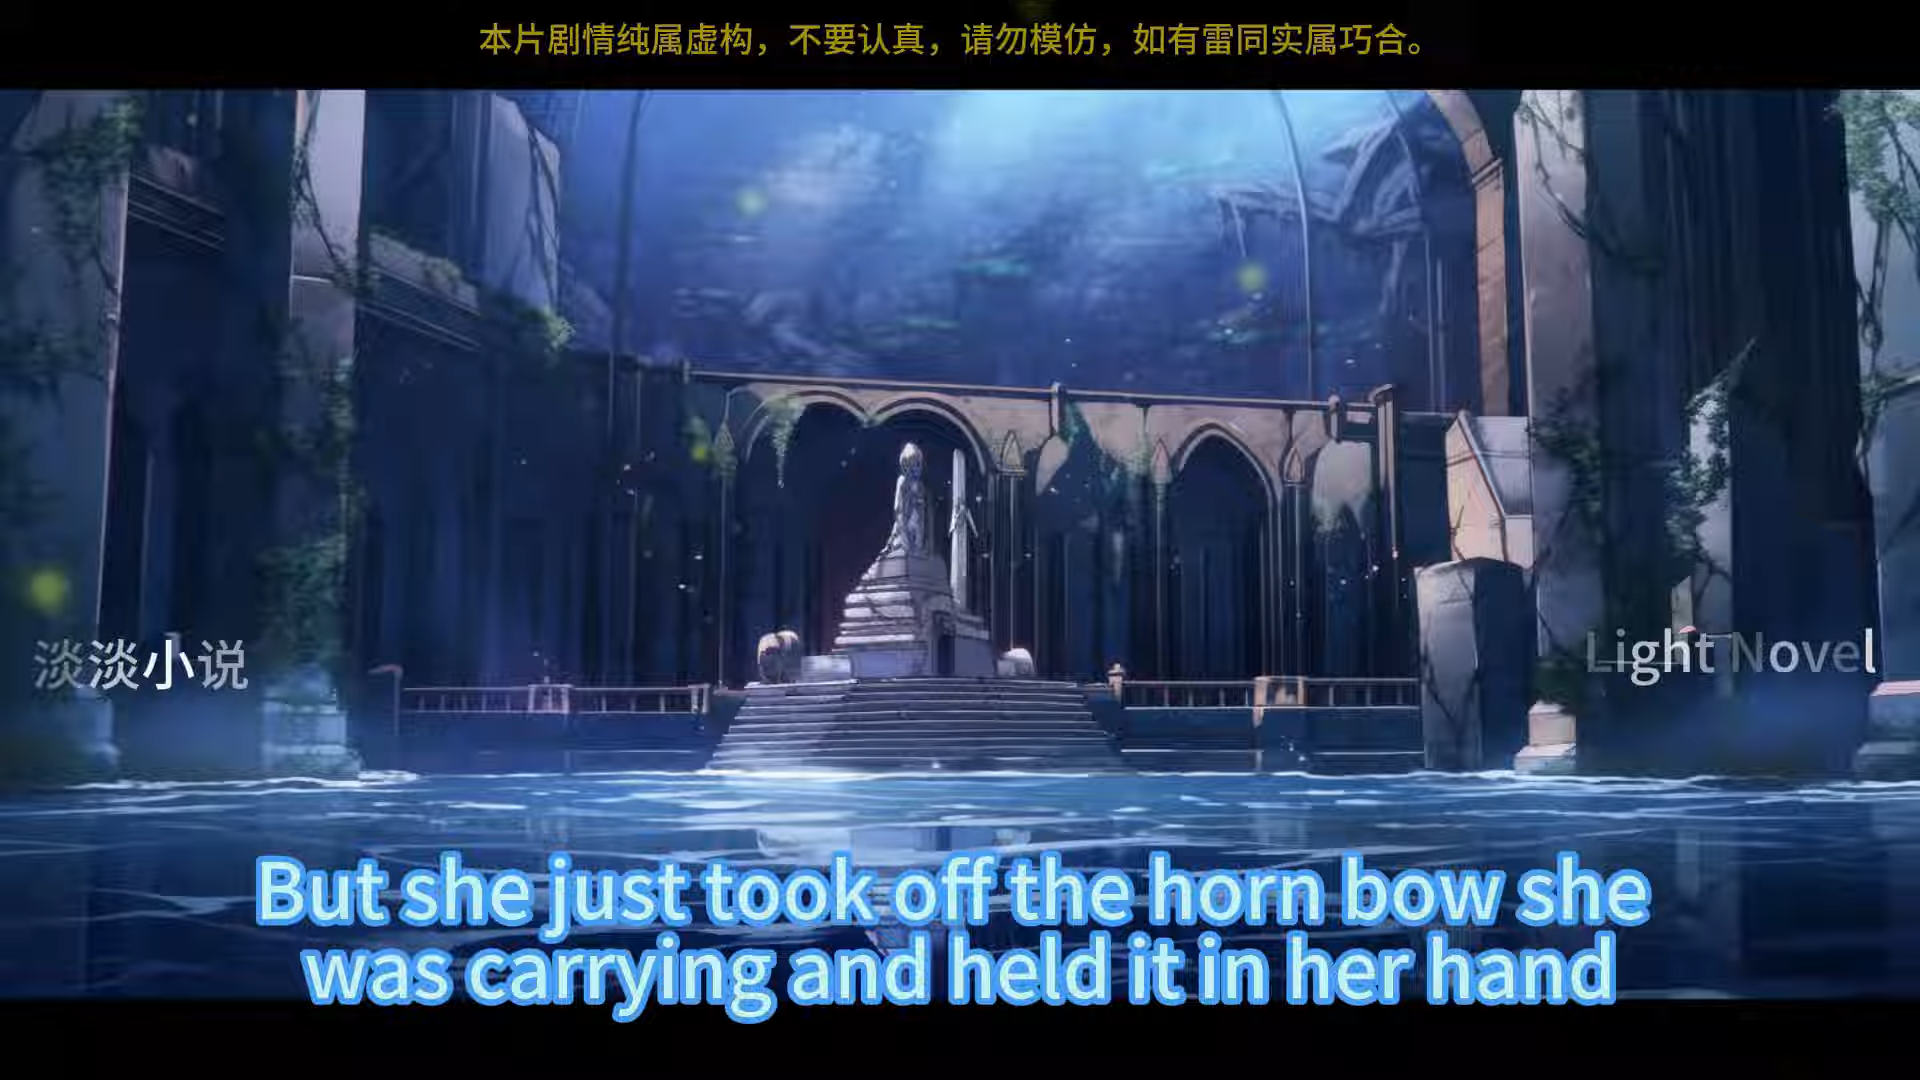 本片剧情纯属虚构，不要认真，请勿模仿，如有雷同实属巧合。
淡淡小说
Light Novel
But she just took off the horn bow she
was carrying and held it in her hand